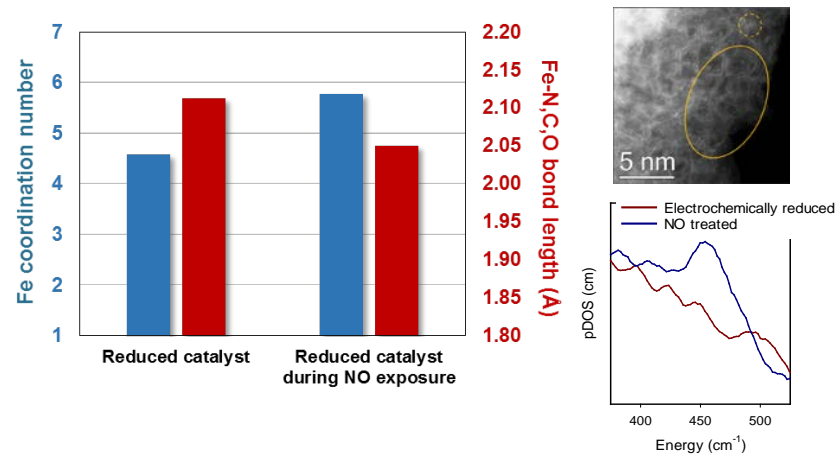 Fe coordination number
7
6
5
4
3
2
1
2.20
2.15
2.10
2.05
2.00
1.95
1.90
1.85
1.80
Fe-N,C,O bond length (Å)
Reduced catalyst
Reduced catalyst
during NO exposure
5 nm
Electrochemically reduced
NO treated
pDOS (cm)
400
450
500
Energy (cm⁻¹)